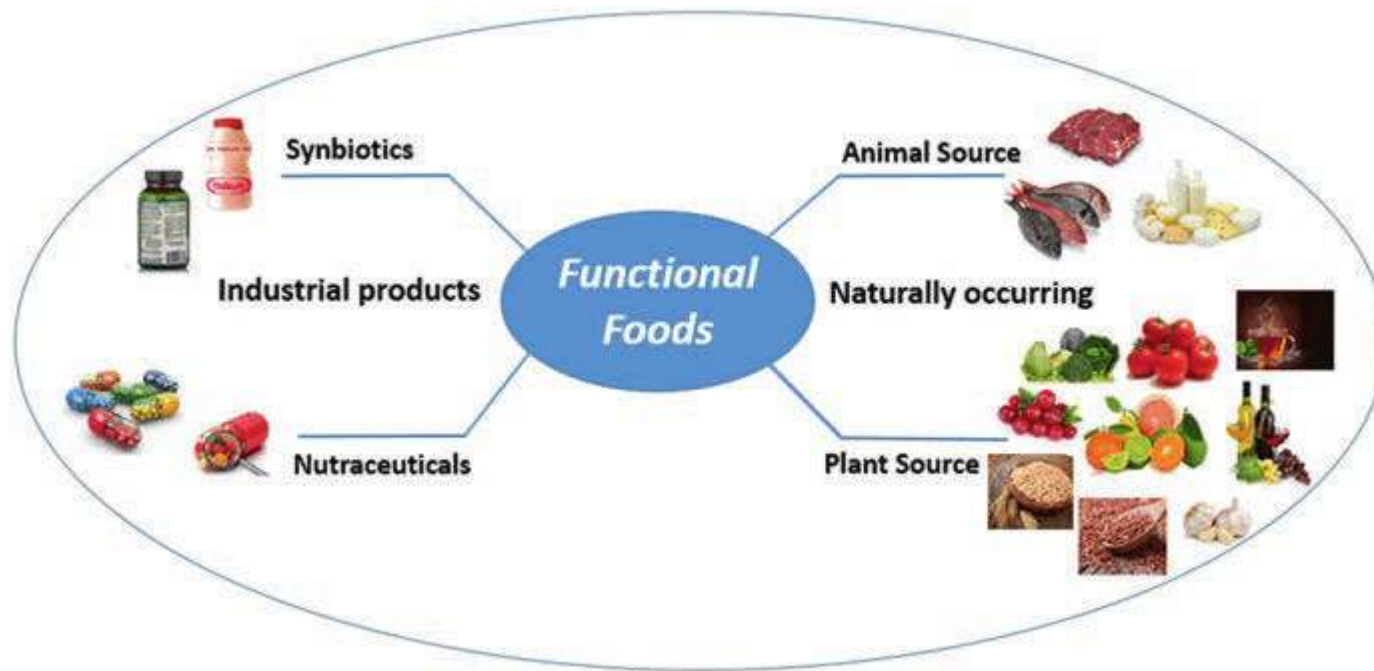 Synbiotics
Animal Source
Functional
Foods
Industrial products
Naturally occurring
Nutraceuticals
Plant Source